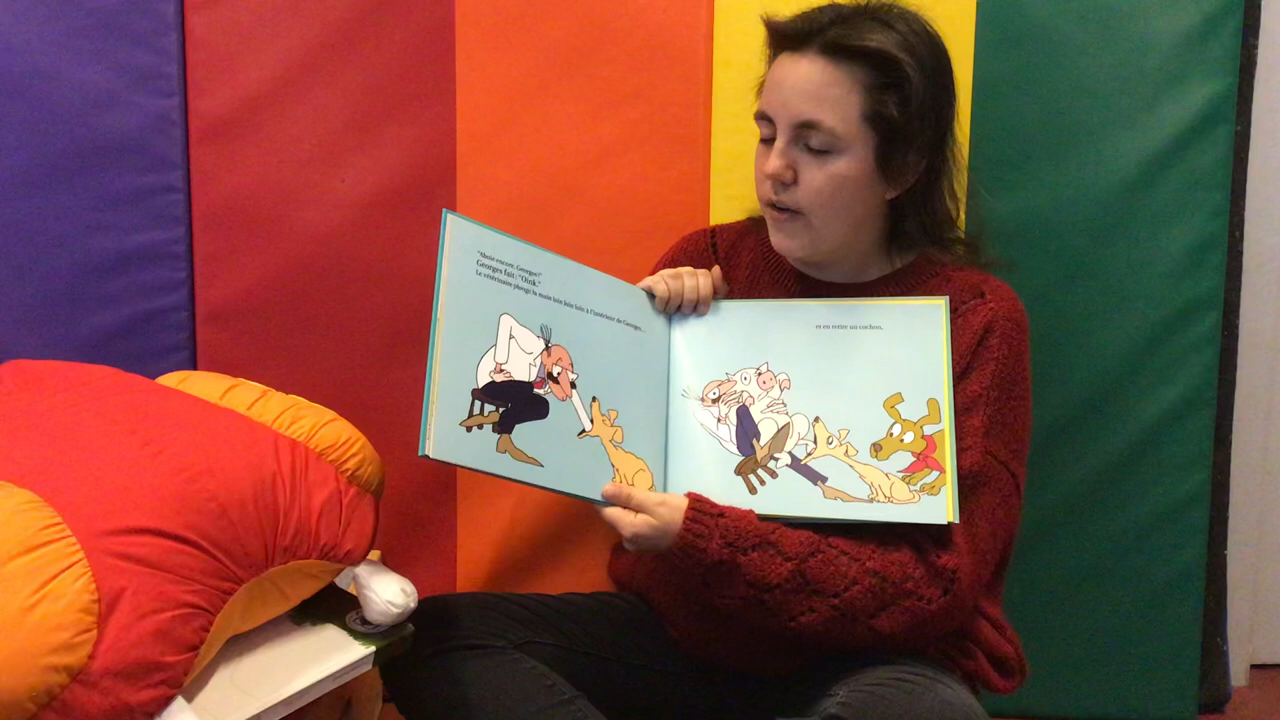 "Aboie encore, Georges!"
Georges fait: "Oink."
Le vétérinaire plonge la main loin loin loin à l'intérieur de Georges...
et en retire un cochon.